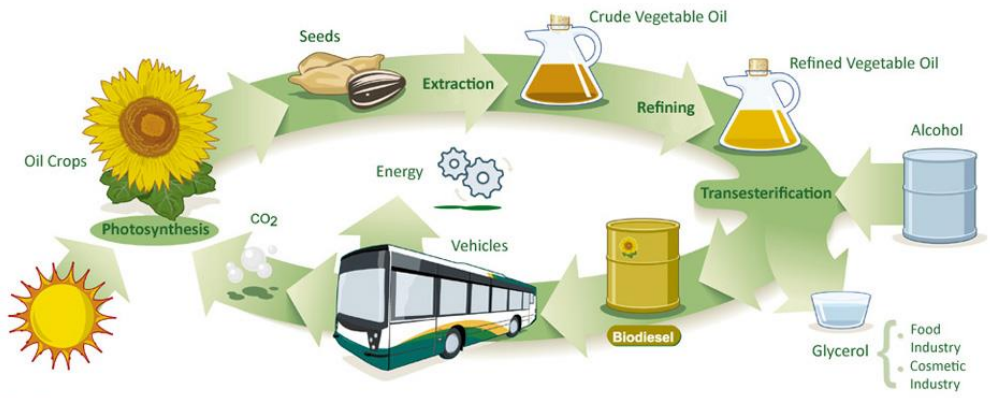 Crude Vegetable Oil
Seeds
Refined Vegetable Oil
Extraction
Refining
Alcohol
Oil Crops
Energy
Transesterification
Photosynthesis
CO2
Vehicles
Biodiesel
Glycerol
• Food
Industry
• Cosmetic
Industry